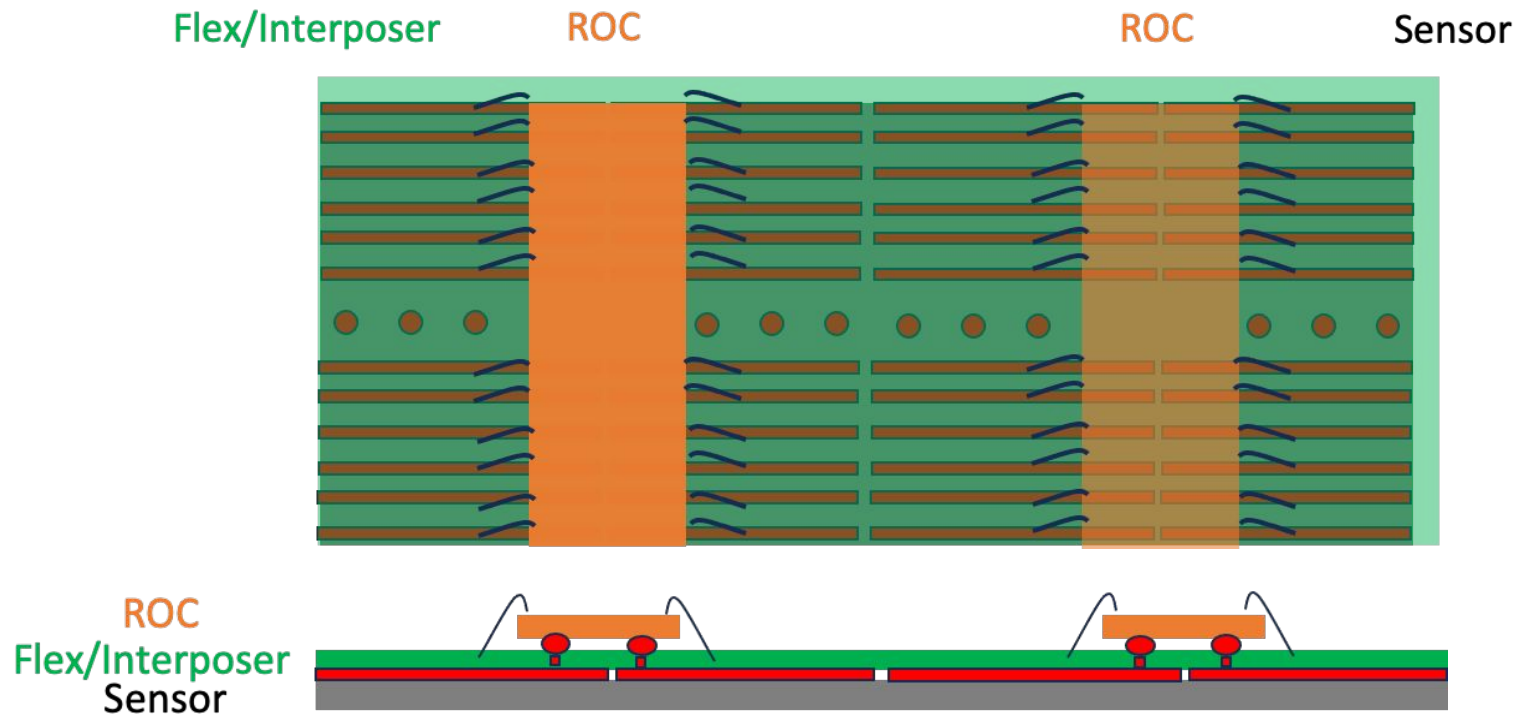 Flex/Interposer ROC ROC Sensor
ROC
Flex/Interposer
Sensor